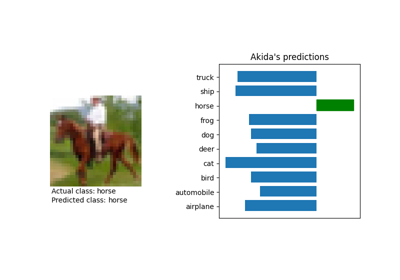 Akida's predictions
truck
ship
horse
frog
dog
deer
cat
bird
automobile
airplane
Actual class: horse
Predicted class: horse